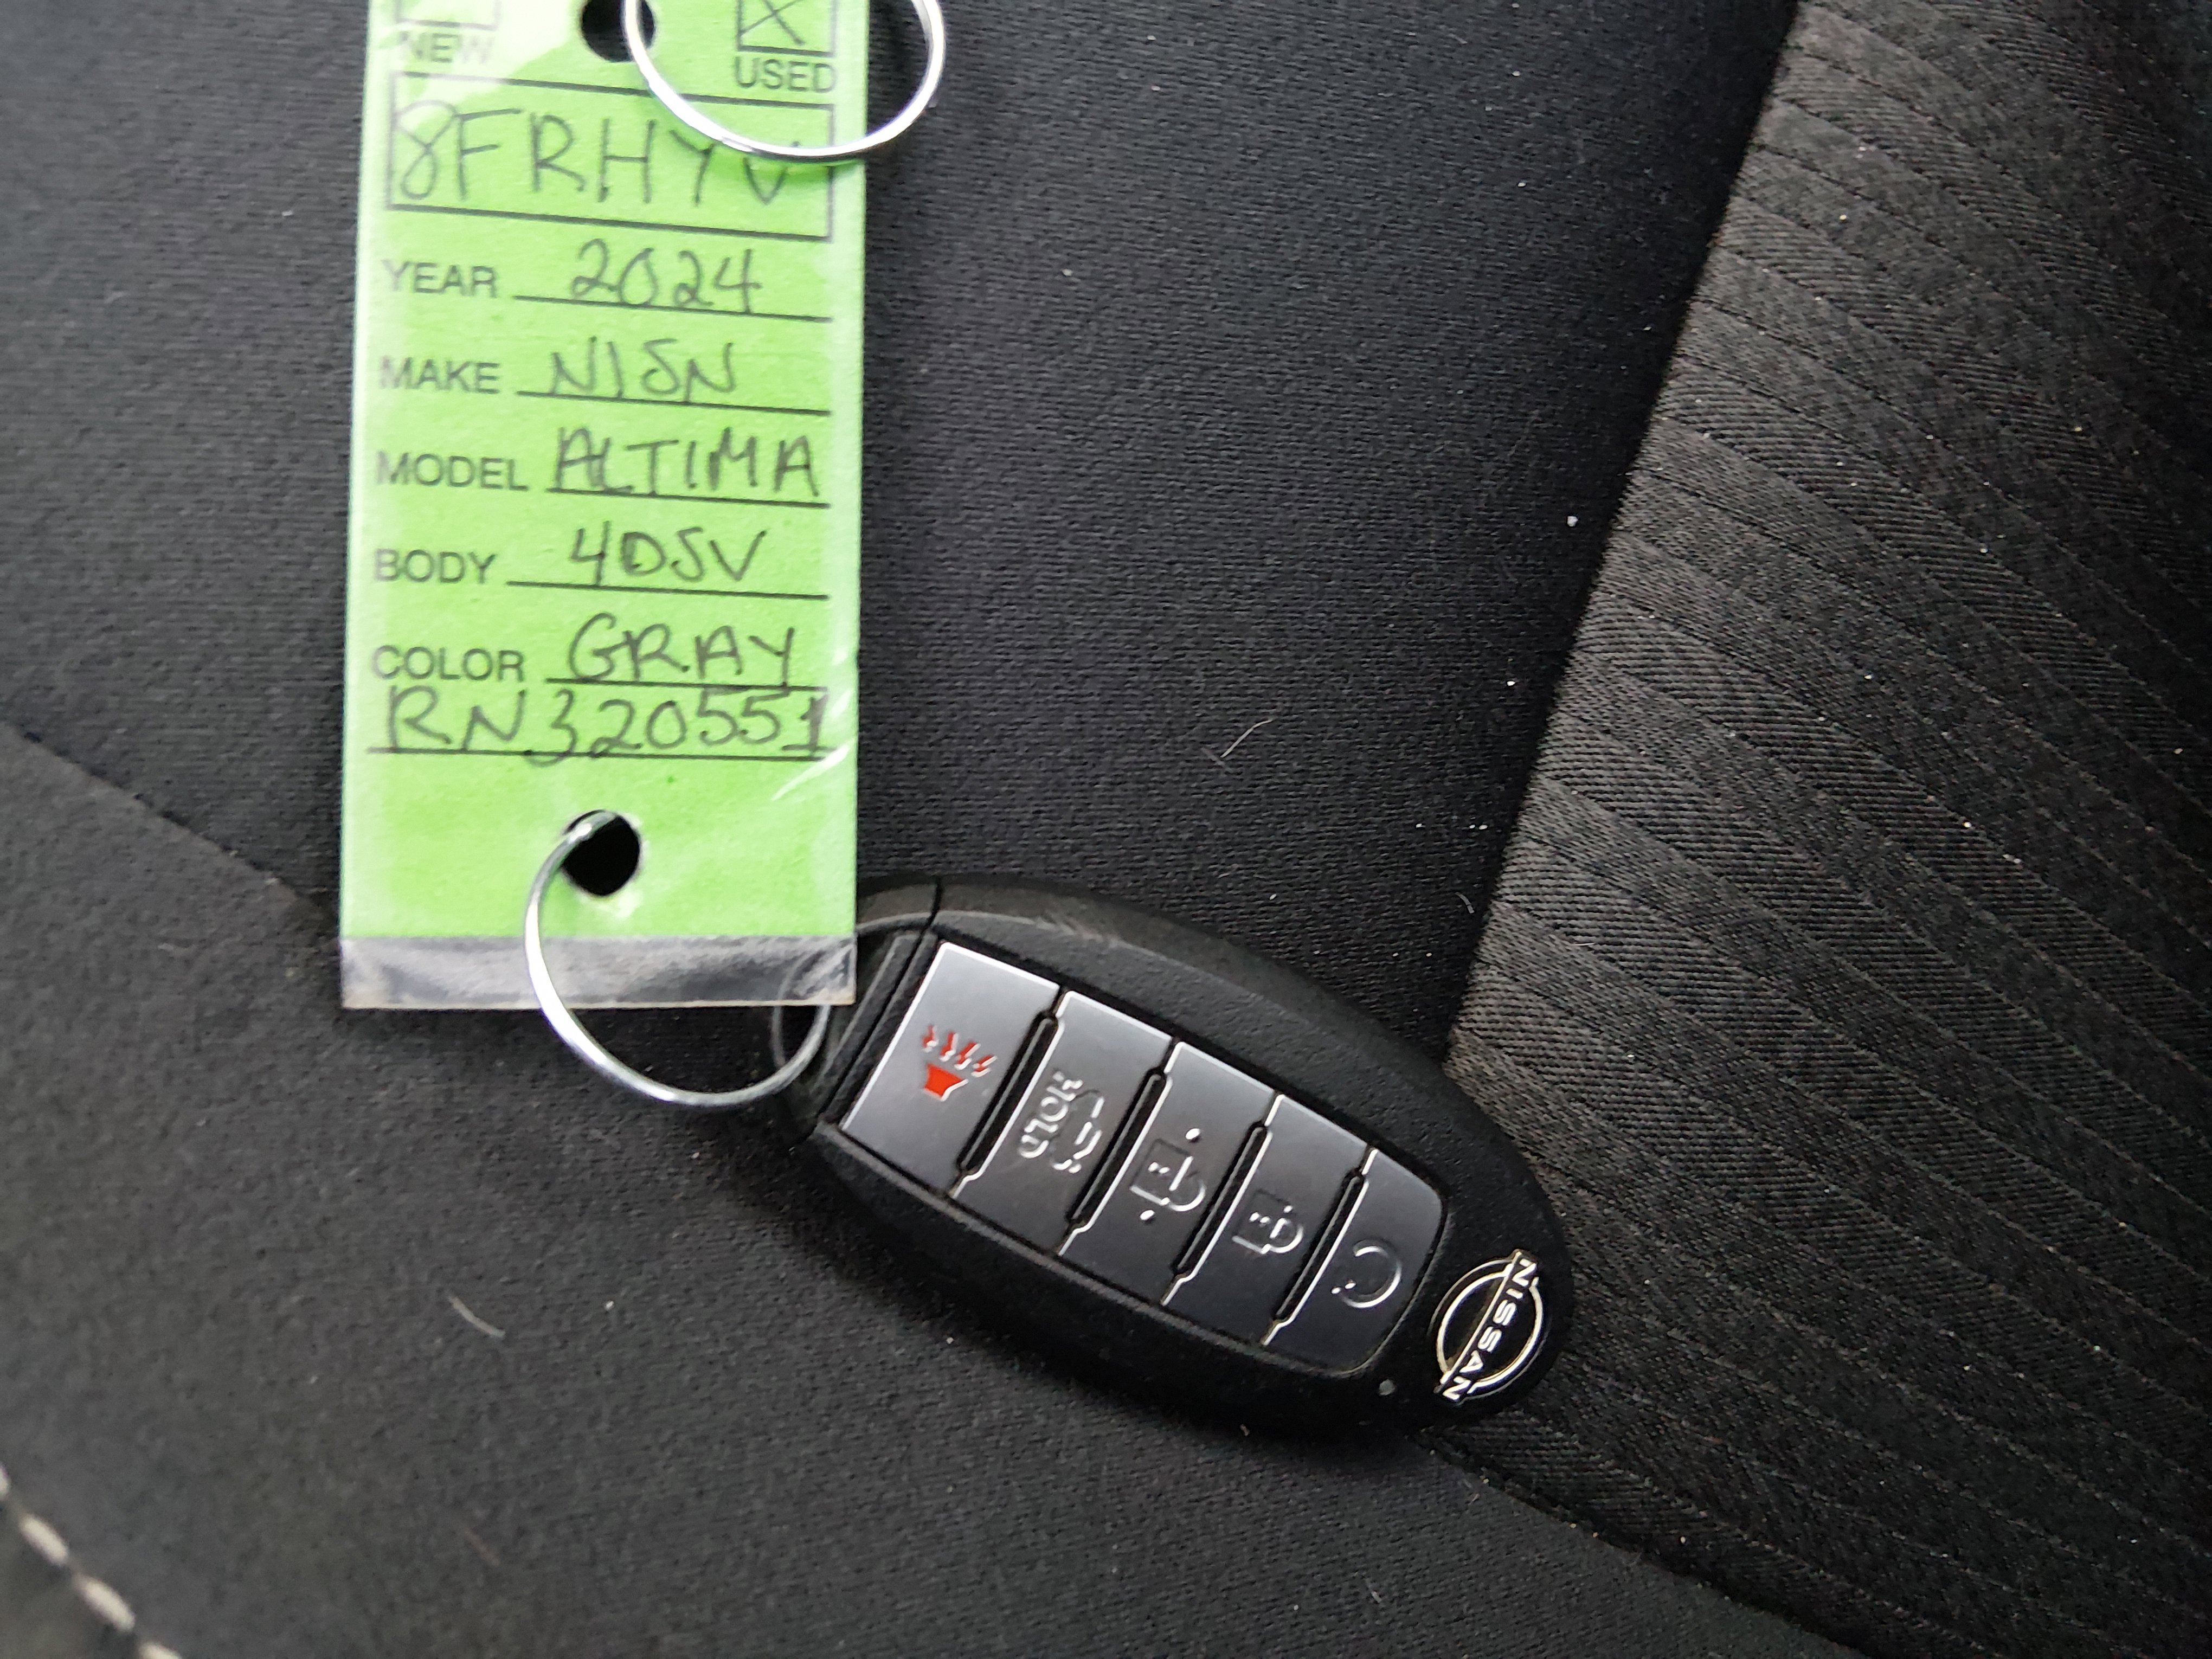 NEW USED
8FRHYV
YEAR 2024
MAKE NISN
MODEL ALTIMA
BODY 4DSV
COLOR GRAY
RN320551
HOLD
NISSAN